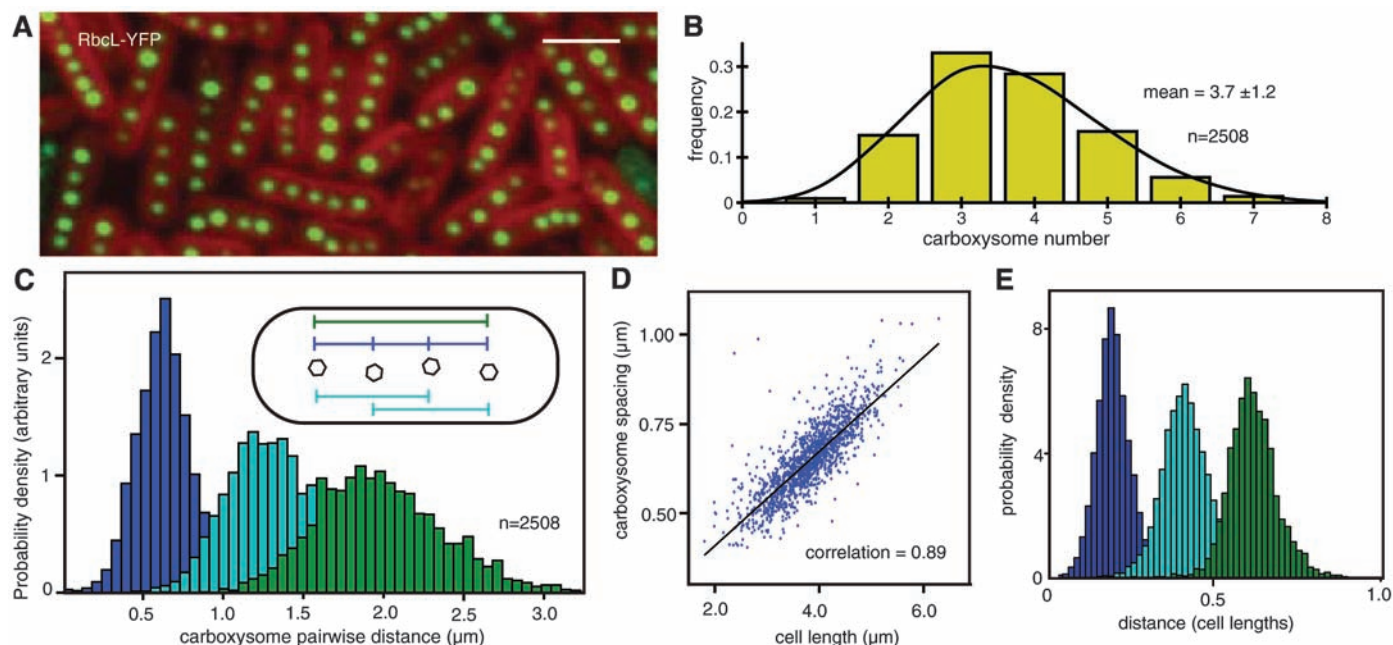 A
RbcL-YFP
B
frequency
0.3
0.2
0.1
0
mean = 3.7 ±1.2
n=2508
0 1 2 3 4 5 6 7 8
carboxysome number
C
Probability density (arbitrary units)
2
1
0
n=2508
0.5 1.0 1.5 2.0 2.5 3.0
carboxysome pairwise distance (µm)
D
carboxysome spacing (µm)
1.00
0.75
0.50
correlation = 0.89
2.0 4.0 6.0
cell length (µm)
E
probability density
8
4
0
0 0.5 1.0
distance (cell lengths)